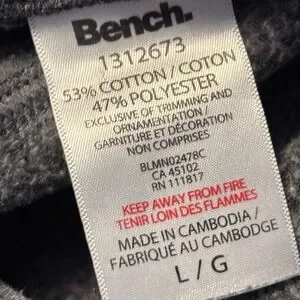 Bench.
1312673
53% COTTON / COTON
47% POLYESTER
EXCLUSIVE OF TRIMMING AND
ORNAMENTATION/
GARNITURE ET DÉCORATION
NON COMPRISES
BLMN02478C
CA 45102
RN 111817
KEEP AWAY FROM FIRE
TENIR LOIN DES FLAMMES
MADE IN CAMBODIA /
FABRIQUÉ AU CAMBODGE
L / G